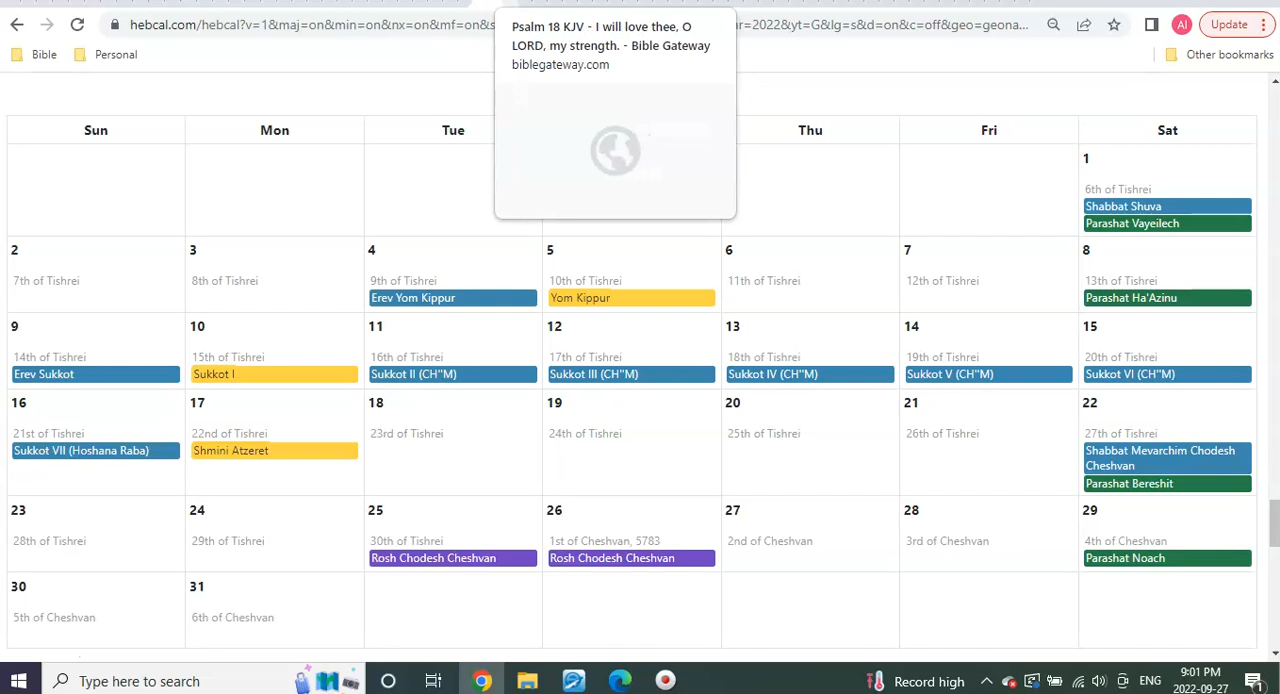 hebcal.com/hebcal?v=1&maj=on&min=on&nx=on&mf=on&s
r=2022&yt=G&lg=s&d=on&c=off&geo=geona...
AI
Update
Bible
Personal
Other bookmarks
Psalm 18 KJV - I will love thee, O
LORD, my strength. - Bible Gateway
biblegateway.com
Sun
Mon
Tue
Thu
Fri
Sat
1
6th of Tishrei
Shabbat Shuva
Parashat Vayeilech
2
7th of Tishrei
3
8th of Tishrei
4
9th of Tishrei
Erev Yom Kippur
5
10th of Tishrei
Yom Kippur
6
11th of Tishrei
7
12th of Tishrei
8
13th of Tishrei
Parashat Ha'Azinu
9
14th of Tishrei
Erev Sukkot
10
15th of Tishrei
Sukkot I
11
16th of Tishrei
Sukkot II (CH''M)
12
17th of Tishrei
Sukkot III (CH''M)
13
18th of Tishrei
Sukkot IV (CH''M)
14
19th of Tishrei
Sukkot V (CH''M)
15
20th of Tishrei
Sukkot VI (CH''M)
16
21st of Tishrei
Sukkot VII (Hoshana Raba)
17
22nd of Tishrei
Shmini Atzeret
18
23rd of Tishrei
19
24th of Tishrei
20
25th of Tishrei
21
26th of Tishrei
22
27th of Tishrei
Shabbat Mevarchim Chodesh
Cheshvan
Parashat Bereshit
23
28th of Tishrei
24
29th of Tishrei
25
30th of Tishrei
Rosh Chodesh Cheshvan
26
1st of Cheshvan, 5783
Rosh Chodesh Cheshvan
27
2nd of Cheshvan
28
3rd of Cheshvan
29
4th of Cheshvan
Parashat Noach
30
5th of Cheshvan
31
6th of Cheshvan
Type here to search
Record high
ENG
9:01 PM
2022-09-27
1